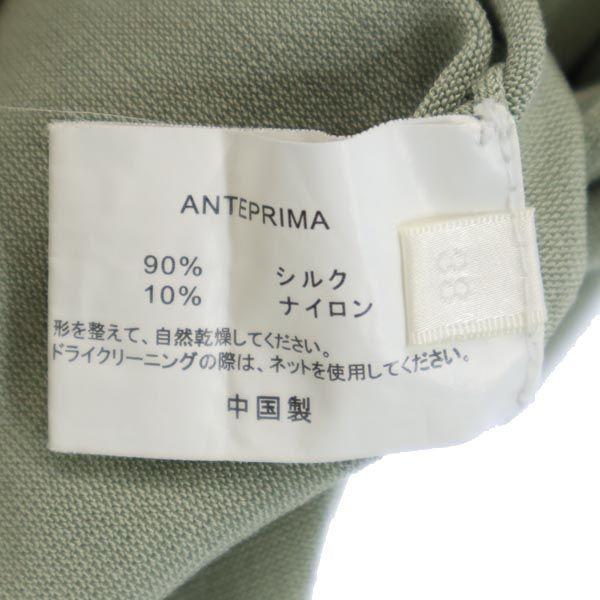 ANTEPRIMA
90% シルク
10% ナイロン
形を整えて、自然乾燥してください。
ドライクリーニングの際は、ネットを使用してください。
中国製
38